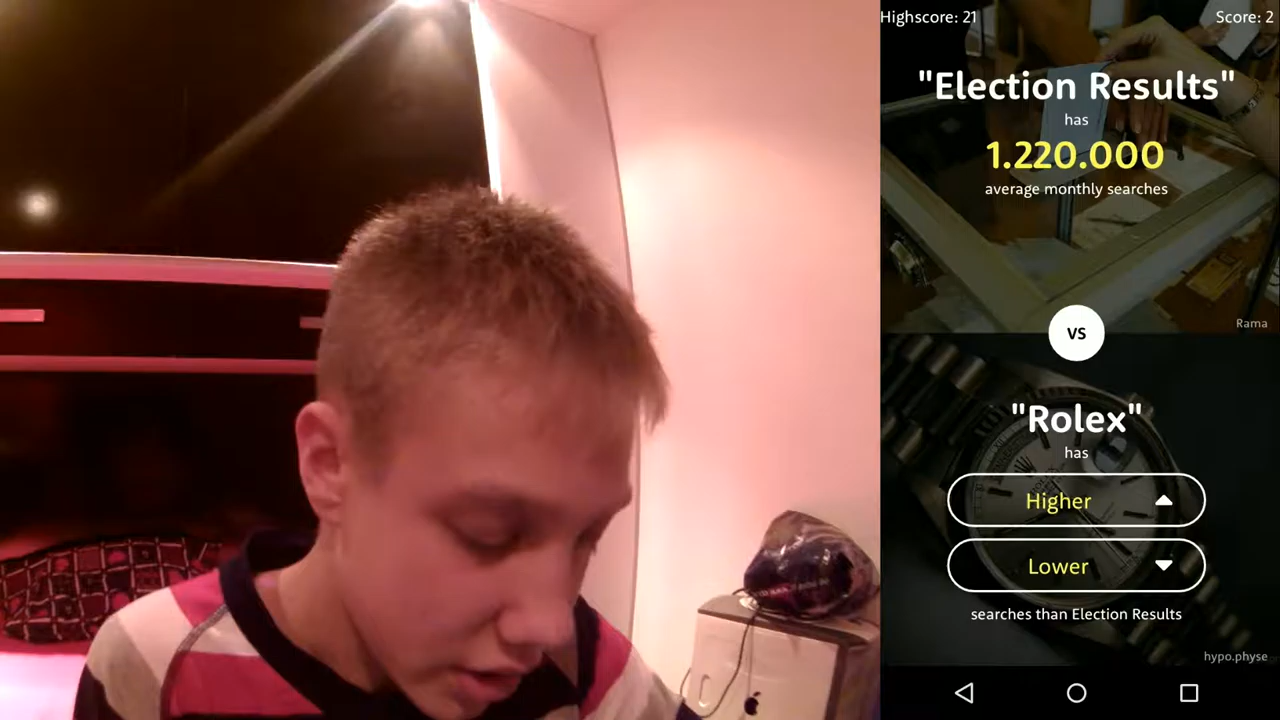 Highscore: 21
Score: 2
"Election Results"
has
1.220.000
average monthly searches
Rama
VS
"Rolex"
has
Higher
Lower
searches than Election Results
hypo.physe